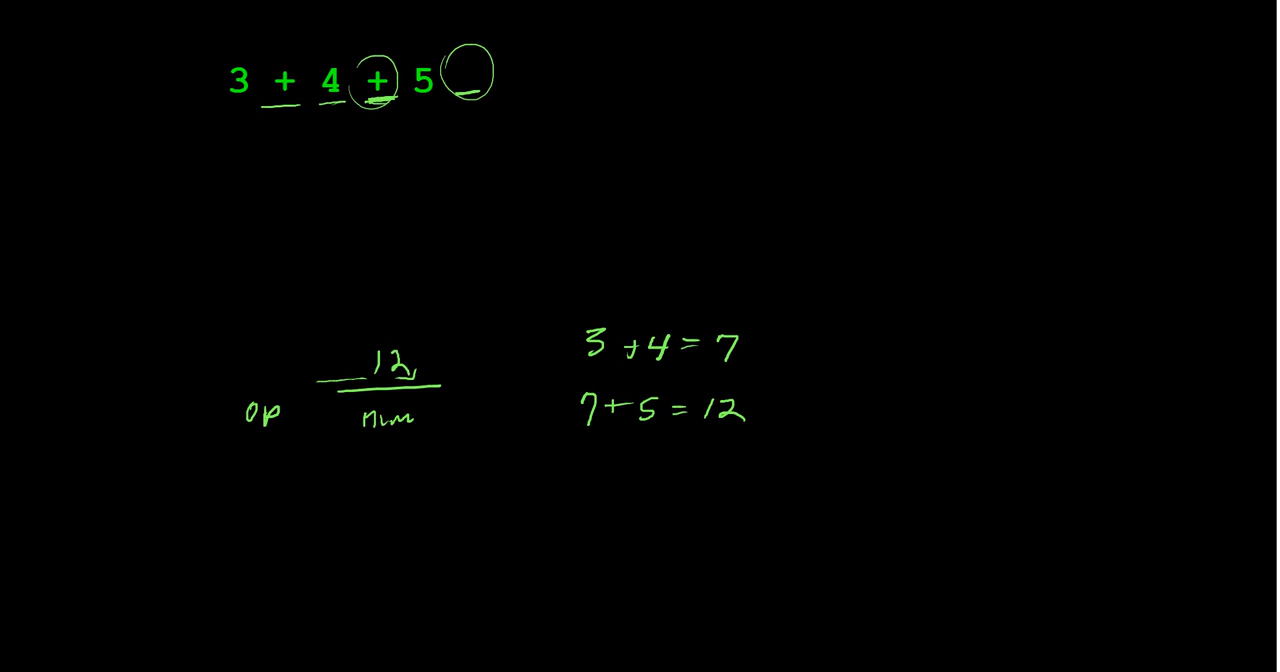 3 + 4 + 5
3 + 4 = 7
12
7 + 5 = 12
op num